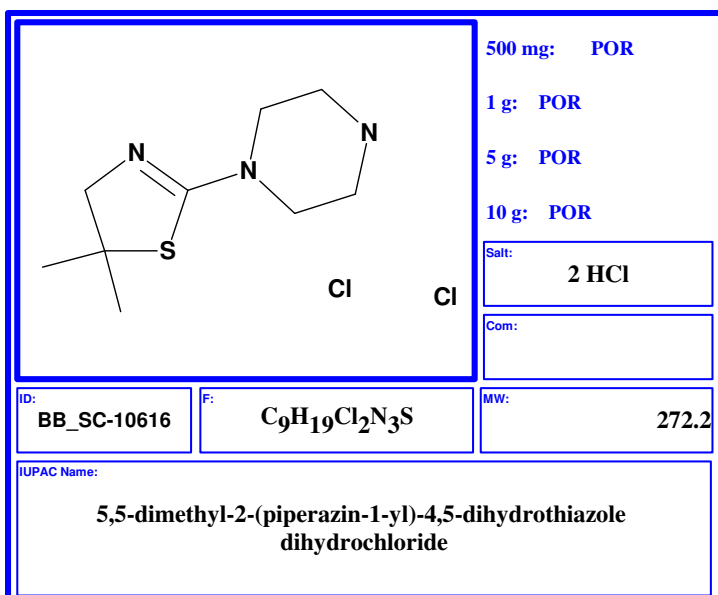 500 mg: POR
1 g: POR
5 g: POR
10 g: POR
N
N
N
S
Cl
Cl
Salt:
2 HCl
Com:
ID:
BB_SC-10616
F:
C9H19Cl2N3S
MW:
272.2
IUPAC Name:
5,5-dimethyl-2-(piperazin-1-yl)-4,5-dihydrothiazole
dihydrochloride